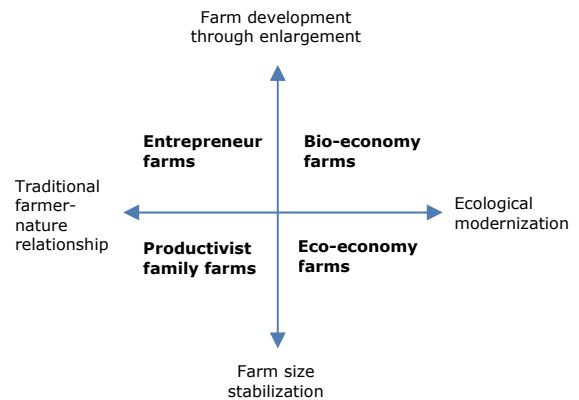 Farm development
through enlargement
Entrepreneur
farms
Bio-economy
farms
Traditional
farmer-
nature
relationship
Ecological
modernization
Productivist
family farms
Eco-economy
farms
Farm size
stabilization